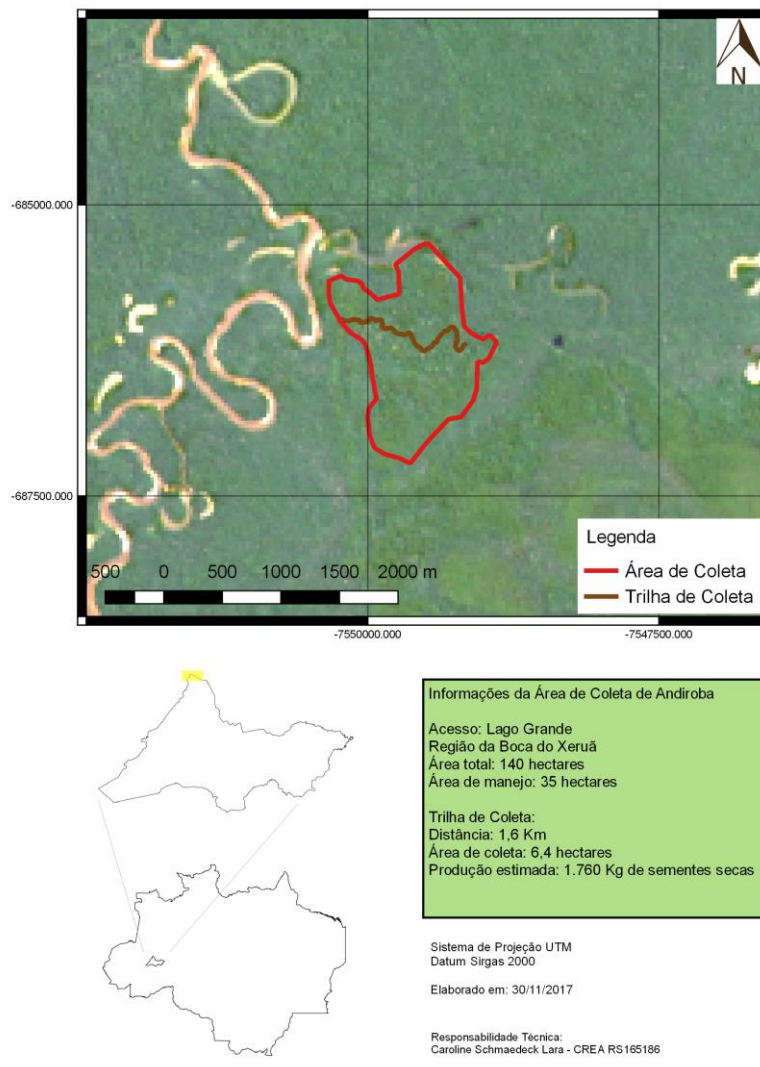 N
-685000.000
-687500.000
Legenda
Área de Coleta
Trilha de Coleta
500 0 500 1000 1500 2000 m
-7550000.000 -7547500.000
Informações da Área de Coleta de Andiroba
Acesso: Lago Grande
Região da Boca do Xeruã
Área total: 140 hectares
Área de manejo: 35 hectares
Trilha de Coleta:
Distância: 1,6 Km
Área de coleta: 6,4 hectares
Produção estimada: 1.760 Kg de sementes secas
Sistema de Projeção UTM
Datum Sirgas 2000
Elaborado em: 30/11/2017
Responsabilidade Técnica:
Caroline Schmaedeck Lara - CREA RS165186